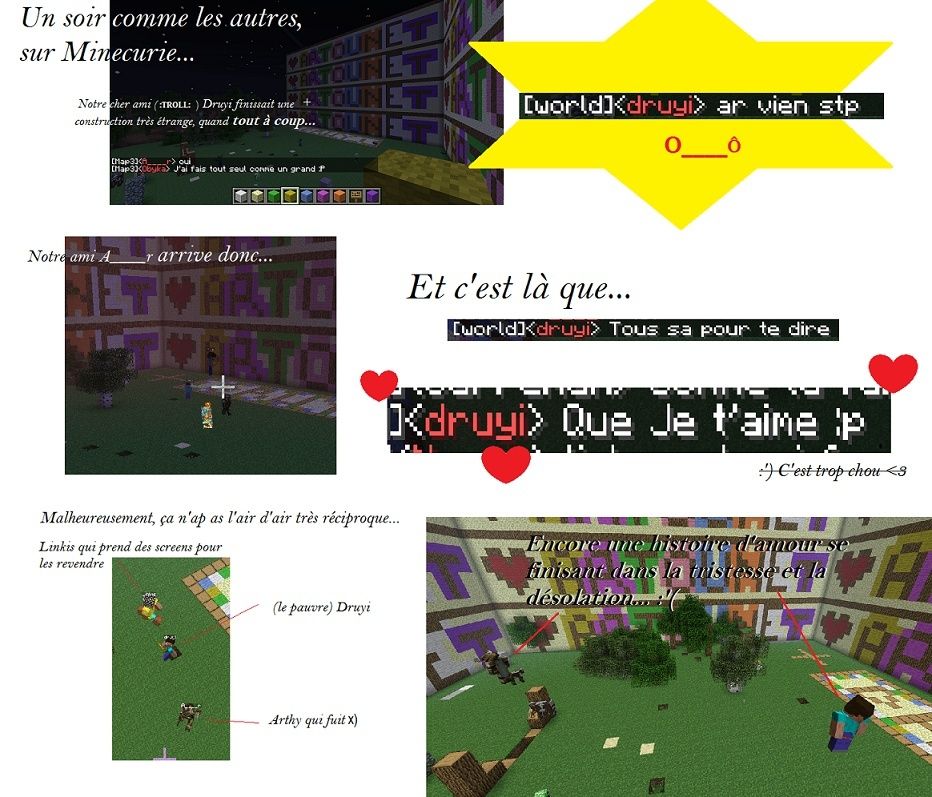 Un soir comme les autres,
sur Minecurie...
Notre cher ami ( :TROLL: ) Druyi finissait une
construction très étrange, quand tout à coup...
[Map3]<A____r> oui
[Map3]<Obyka> J'ai fais tout seul comme un grand :P
[world]<druyi> ar vien stp
O____ô
Notre ami A____r arrive donc...
Et c'est là que...
[world]<druyi> Tous sa pour te dire
]<druyi> Que Je t'aime :p
:') C'est trop chou <3
Malheureusement, ça n'ap as l'air d'air très réciproque...
Linkis qui prend des screens pour
les revendre
(le pauvre) Druyi
Arthy qui fuit X)
Encore une histoire d'amour se
finisant dans la tristesse et la
désolation... :'(